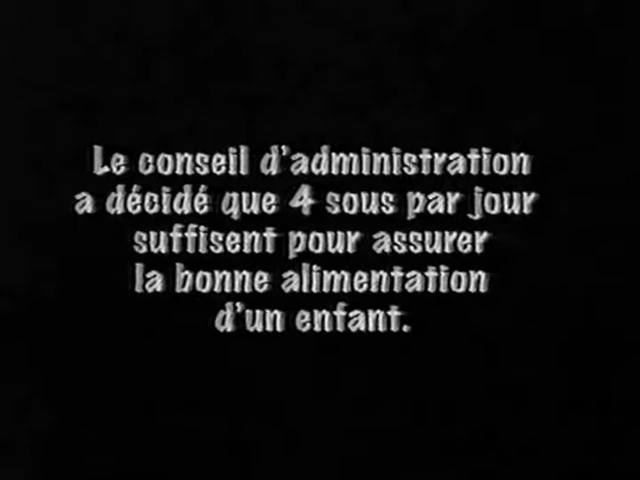 Le conseil d'administration
a décidé que 4 sous par jour
suffisent pour assurer
la bonne alimentation
d'un enfant.